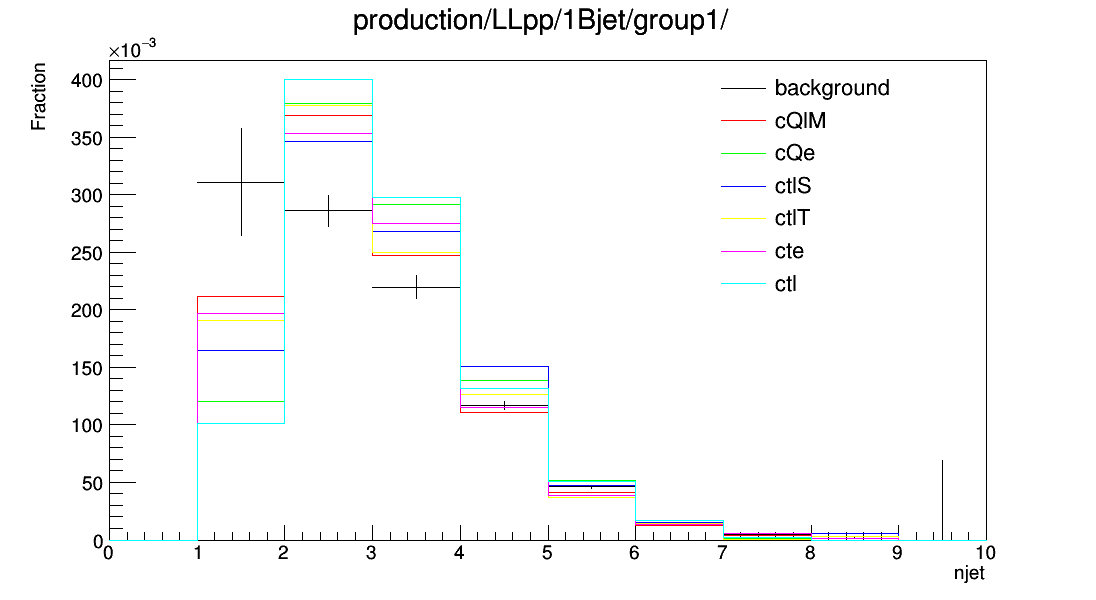 production/LLpp/1Bjet/group1/
×10⁻³
Fraction
400
350
300
250
200
150
100
50
0
background
cQlM
cQe
ctlS
ctlT
cte
ctl
0 1 2 3 4 5 6 7 8 9 10
njet